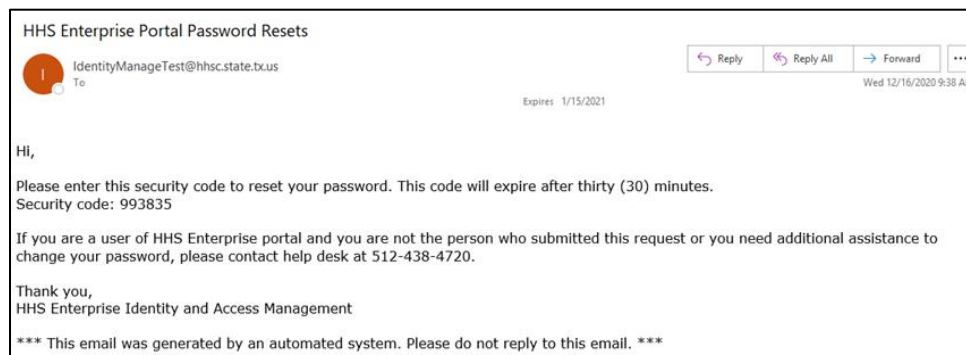 HHS Enterprise Portal Password Resets
I
IdentityManageTest@hhsc.state.tx.us
To
Reply
Reply All
Forward
...
Wed 12/16/2020 9:38
Expires 1/15/2021
Hi,
Please enter this security code to reset your password. This code will expire after thirty (30) minutes.
Security code: 993835
If you are a user of HHS Enterprise portal and you are not the person who submitted this request or you need additional assistance to
change your password, please contact help desk at 512-438-4720.
Thank you,
HHS Enterprise Identity and Access Management
*** This email was generated by an automated system. Please do not reply to this email. ***